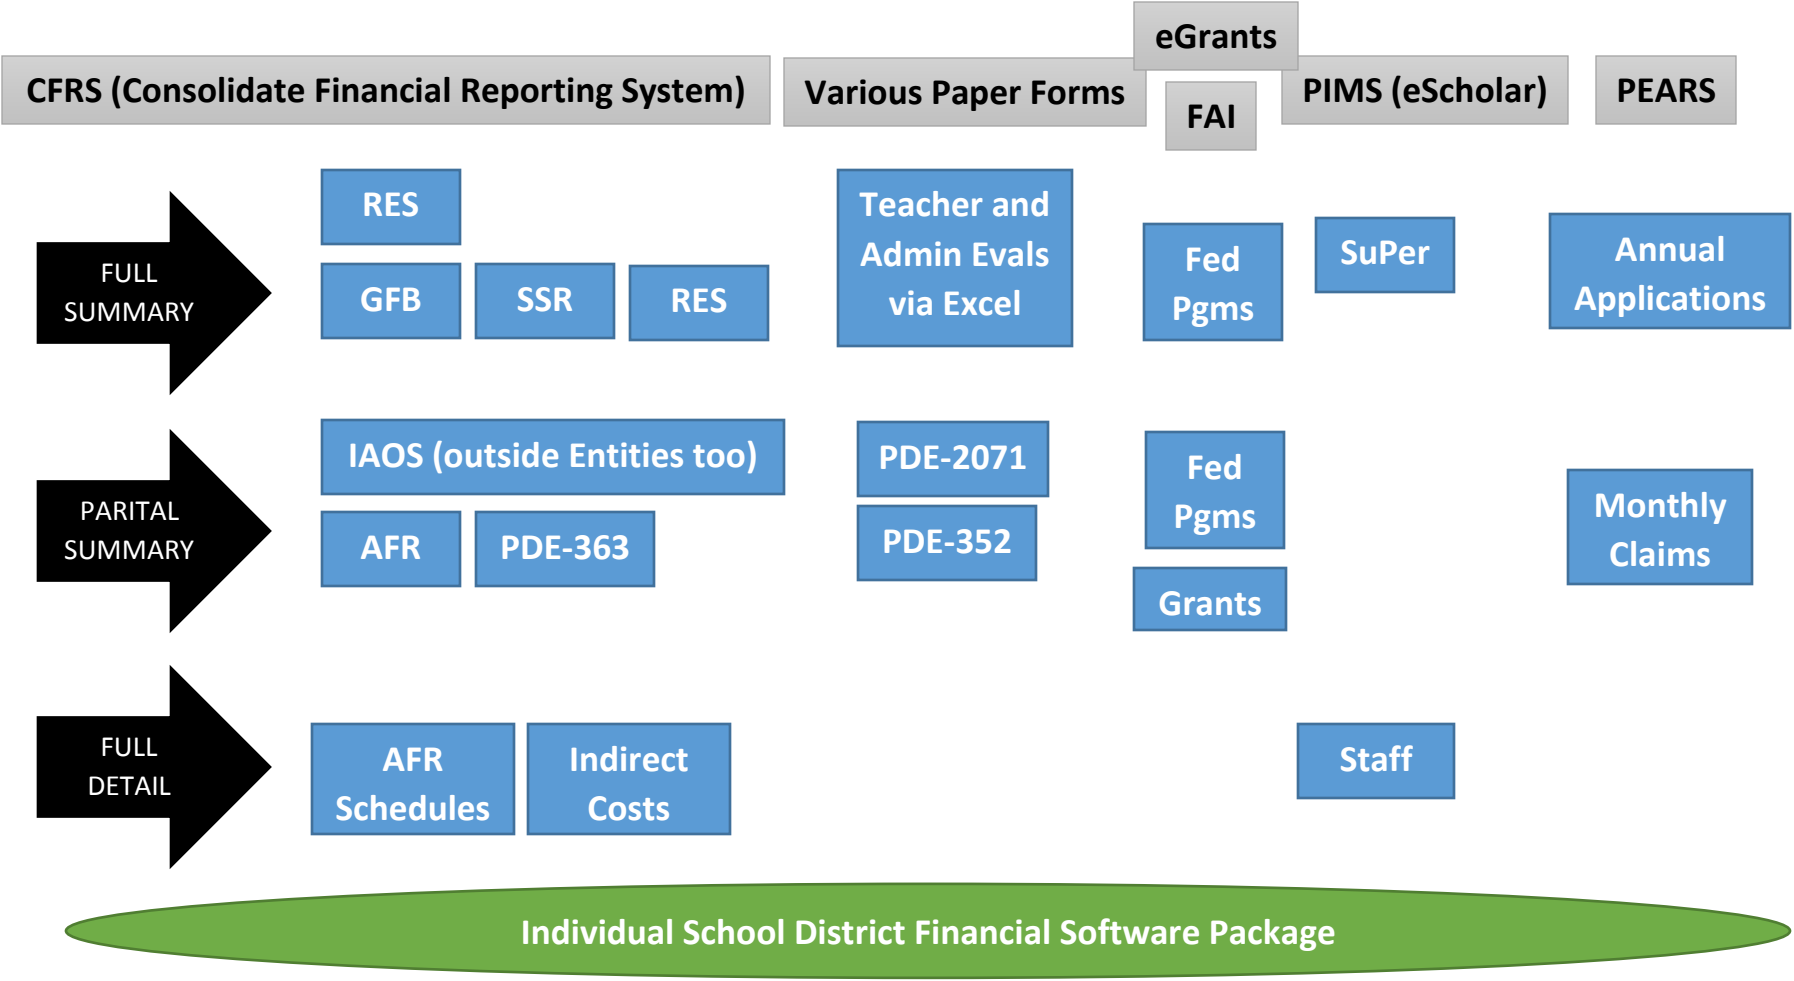 eGrants
CFRS (Consolidate Financial Reporting System)
Various Paper Forms
FAI
PIMS (eScholar)
PEARS
FULL
SUMMARY
RES
GFB
SSR
RES
Teacher and
Admin Evals
via Excel
Fed
Pgms
SuPer
Annual
Applications
PARITAL
SUMMARY
IAOS (outside Entities too)
AFR
PDE-363
PDE-2071
PDE-352
Fed
Pgms
Grants
Monthly
Claims
FULL
DETAIL
AFR
Schedules
Indirect
Costs
Staff
Individual School District Financial Software Package